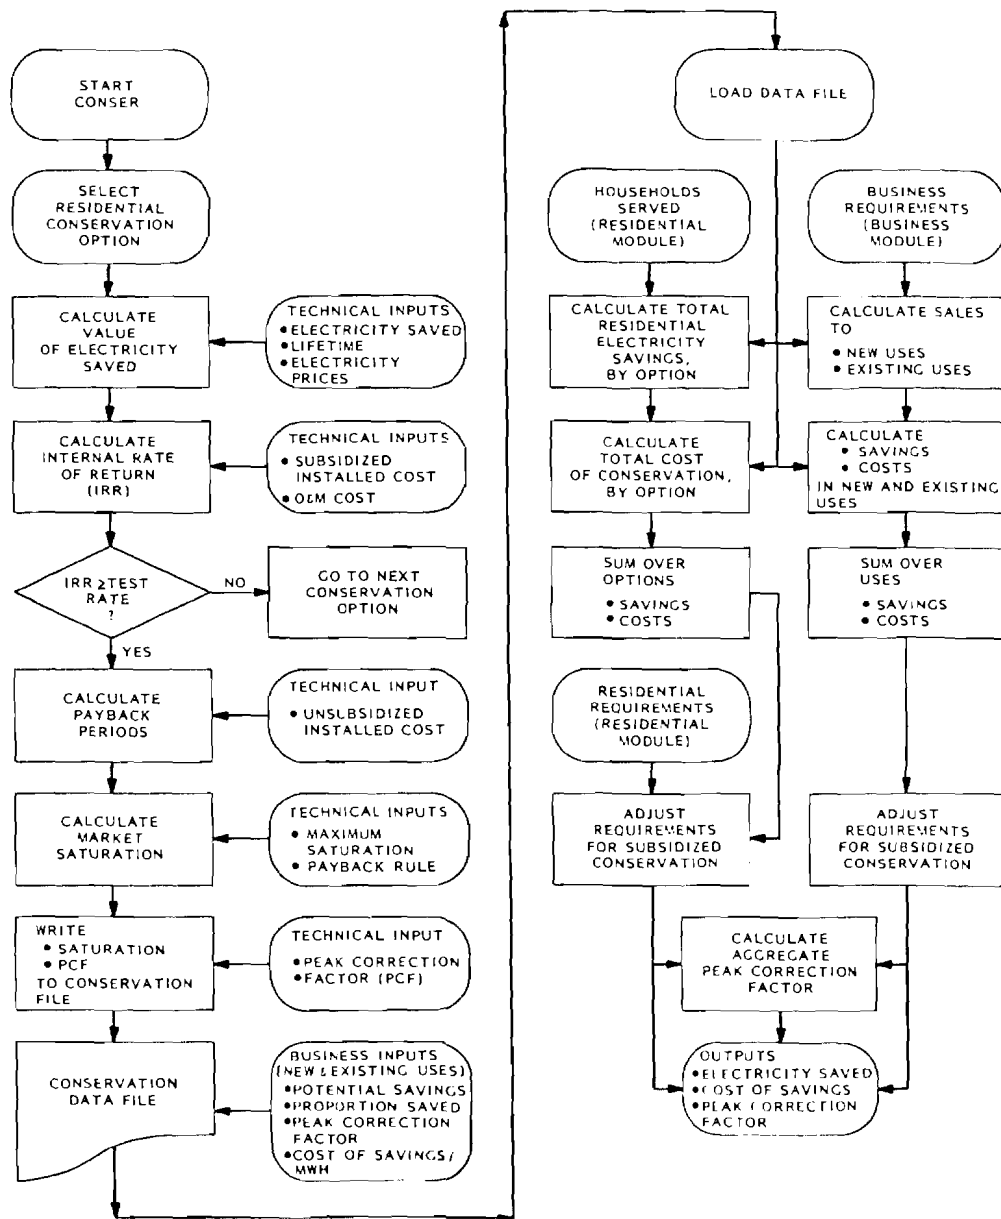 START
CONSER
SELECT
RESIDENTIAL
CONSERVATION
OPTION
CALCULATE
VALUE
OF ELECTRICITY
SAVED
TECHNICAL INPUTS
● ELECTRICITY SAVED
● LIFETIME
● ELECTRICITY
PRICES
CALCULATE
INTERNAL RATE
OF RETURN
(IRR)
TECHNICAL INPUTS
● SUBSIDIZED
INSTALLED COST
● O&M COST
IRR ≥ TEST
RATE
?
NO
GO TO NEXT
CONSERVATION
OPTION
YES
CALCULATE
PAYBACK
PERIODS
TECHNICAL INPUT
● UNSUBSIDIZED
INSTALLED COST
CALCULATE
MARKET
SATURATION
TECHNICAL INPUTS
● MAXIMUM
SATURATION
● PAYBACK RULE
WRITE
● SATURATION
● PCF
TO CONSERVATION
FILE
TECHNICAL INPUT
● PEAK CORRECTION
● FACTOR (PCF)
CONSERVATION
DATA FILE
BUSINESS INPUTS
(NEW & EXISTING USES)
● POTENTIAL SAVINGS
● PROPORTION SAVED
● PEAK CORRECTION
FACTOR
● COST OF SAVINGS/
MWH
LOAD DATA FILE
HOUSEHOLDS
SERVED
(RESIDENTIAL
MODULE)
BUSINESS
REQUIREMENTS
(BUSINESS
MODULE)
CALCULATE TOTAL
RESIDENTIAL
ELECTRICITY
SAVINGS,
BY OPTION
CALCULATE SALES
TO
● NEW USES
● EXISTING USES
CALCULATE
TOTAL COST
OF CONSERVATION,
BY OPTION
CALCULATE
● SAVINGS
● COSTS
IN NEW AND EXISTING
USES
SUM OVER
OPTIONS
● SAVINGS
● COSTS
SUM OVER
USES
● SAVINGS
● COSTS
RESIDENTIAL
REQUIREMENTS
(RESIDENTIAL
MODULE)
ADJUST
REQUIREMENTS
FOR SUBSIDIZED
CONSERVATION
ADJUST
REQUIREMENTS
FOR SUBSIDIZED
CONSERVATION
CALCULATE
AGGREGATE
PEAK CORRECTION
FACTOR
OUTPUTS
● ELECTRICITY SAVED
● COST OF SAVINGS
● PEAK CORRECTION
FACTOR